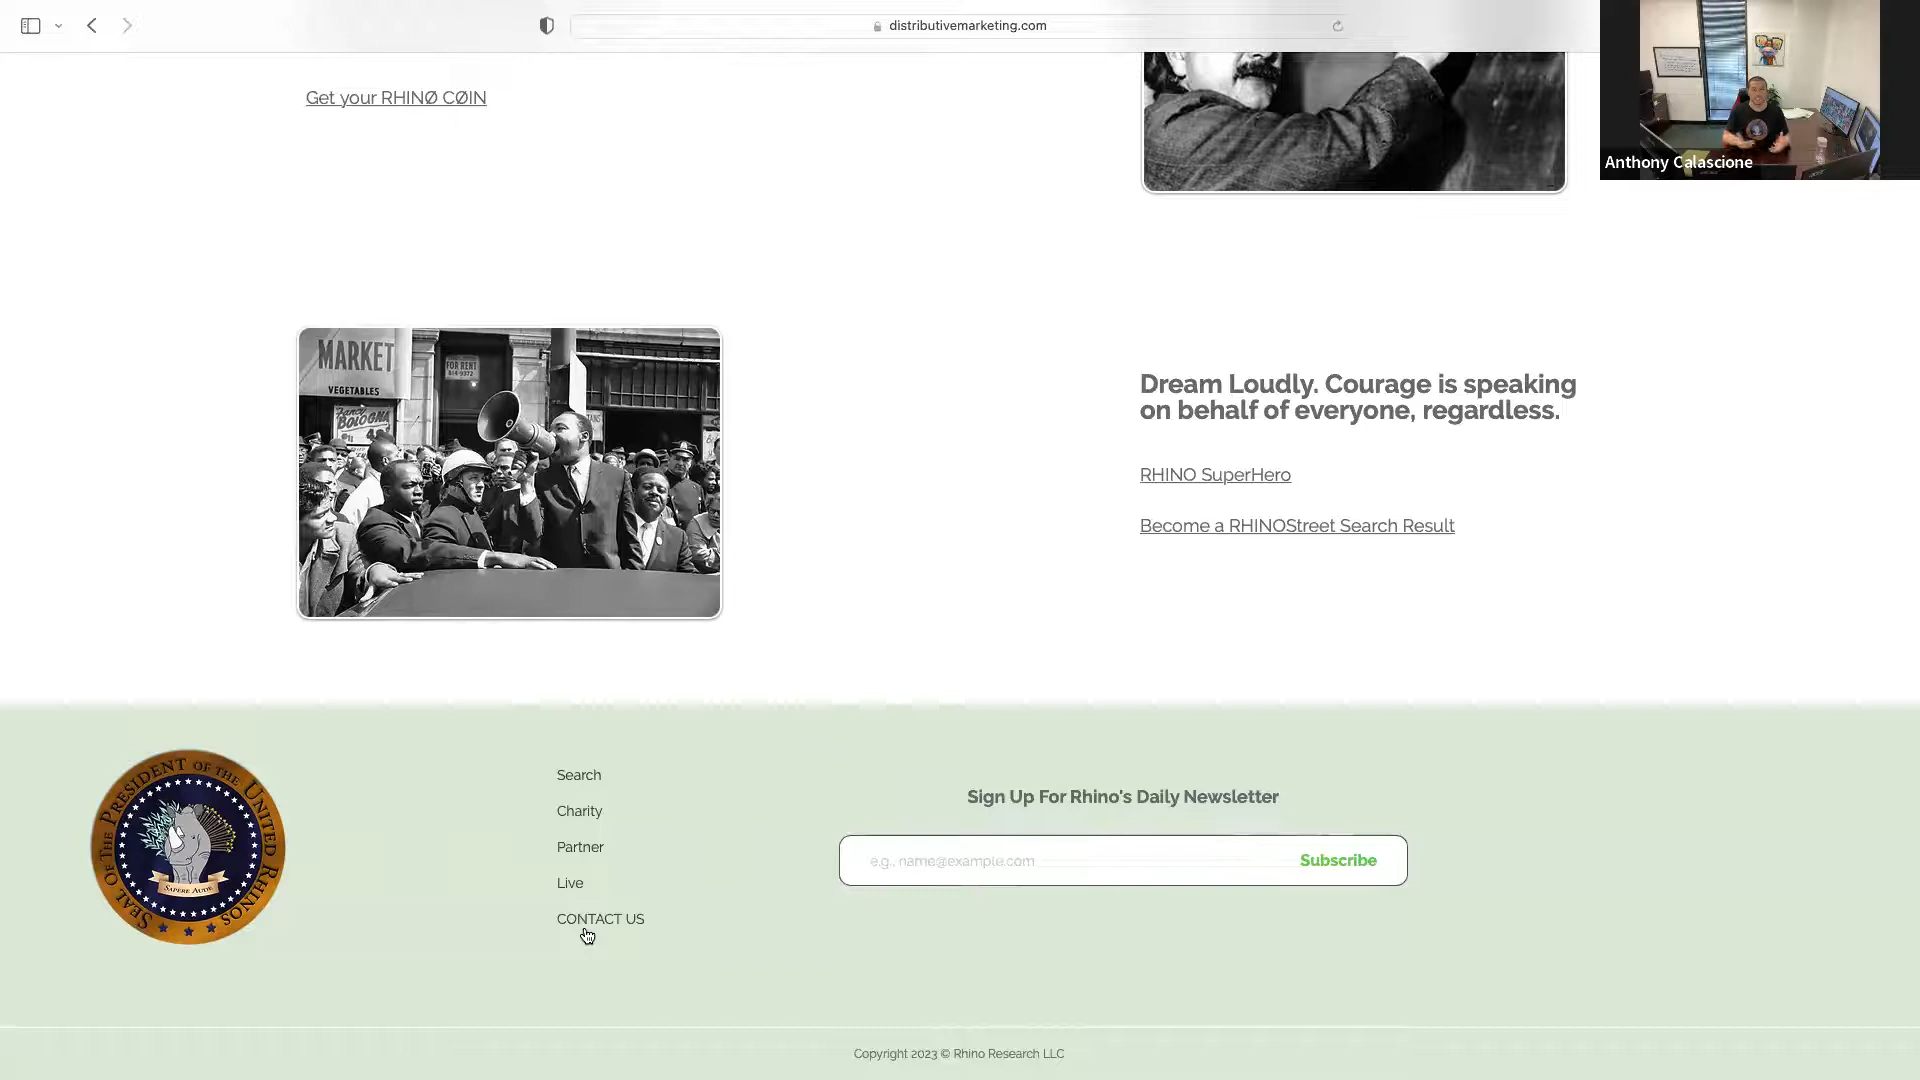 distributivemarketing.com
Get your RHINØ CØIN
Anthony Calascione
MARKET
VEGETABLES
FOR RENT
Fancy
BOLOGNA
Dream Loudly. Courage is speaking
on behalf of everyone, regardless.
RHINO SuperHero
Become a RHINOStreet Search Result
SEAL OF THE PRESIDENT OF THE UNITED RHINOS
SAPERE AUDE
Search
Charity
Partner
Live
CONTACT US
Sign Up For Rhino's Daily Newsletter
e.g., name@example.com
Subscribe
Copyright 2023 © Rhino Research LLC